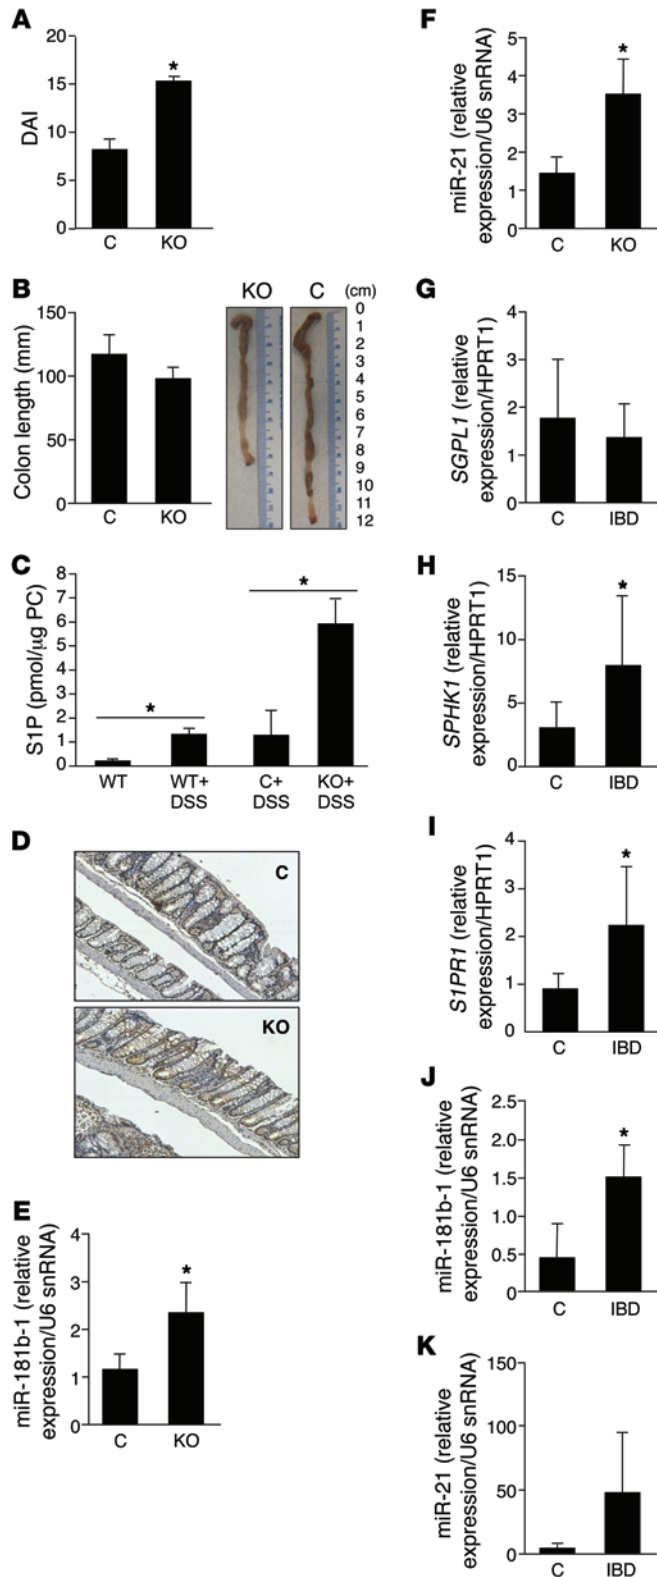 A
DAI
20
15
10
5
0
*
C
KO
B
Colon length (mm)
150
100
50
0
C
KO
KO
C
(cm)
0
1
2
3
4
5
6
7
8
9
10
11
12
C
S1P (pmol/μg PC)
8
7
6
5
4
3
2
1
0
*
*
WT
WT+
DSS
C+
DSS
KO+
DSS
D
C
KO
E
miR-181b-1 (relative
expression/U6 snRNA)
4
3
2
1
0
*
C
KO
F
miR-21 (relative
expression/U6 snRNA)
5
4
3
2
1
0
*
C
KO
G
SGPL1 (relative
expression/HPRT1)
4
3
2
1
0
C
IBD
H
SPHK1 (relative
expression/HPRT1)
15
10
5
0
*
C
IBD
I
S1PR1 (relative
expression/HPRT1)
4
3
2
1
0
*
C
IBD
J
miR-181b-1 (relative
expression/U6 snRNA)
2.5
2.0
1.5
1.0
0.5
0
*
C
IBD
K
miR-21 (relative
expression/U6 snRNA)
150
100
50
0
C
IBD